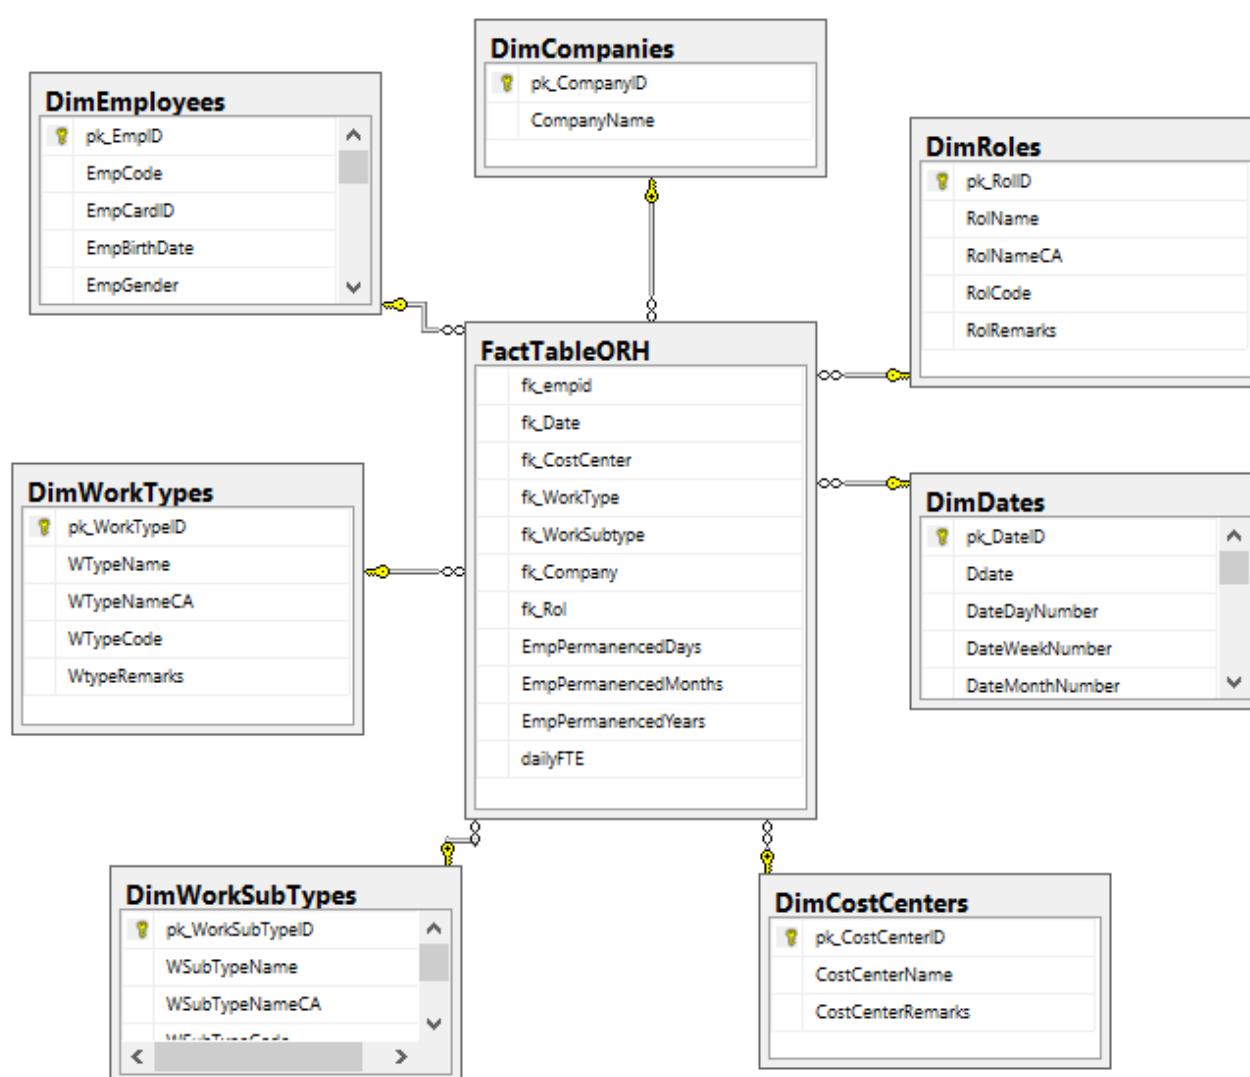 DimCompanies
pk_CompanyID
CompanyName
DimEmployees
pk_EmpID
EmpCode
EmpCardID
EmpBirthDate
EmpGender
DimRoles
pk_RolID
RolName
RolNameCA
RolCode
RolRemarks
FactTableORH
fk_empid
fk_Date
fk_CostCenter
fk_WorkType
fk_WorkSubtype
fk_Company
fk_Rol
EmpPermanencedDays
EmpPermanencedMonths
EmpPermanencedYears
dailyFTE
DimWorkTypes
pk_WorkTypeID
WTypeName
WTypeNameCA
WTypeCode
WtypeRemarks
DimDates
pk_DateID
Ddate
DateDayNumber
DateWeekNumber
DateMonthNumber
DimWorkSubTypes
pk_WorkSubTypeID
WSubTypeName
WSubTypeNameCA
DimCostCenters
pk_CostCenterID
CostCenterName
CostCenterRemarks